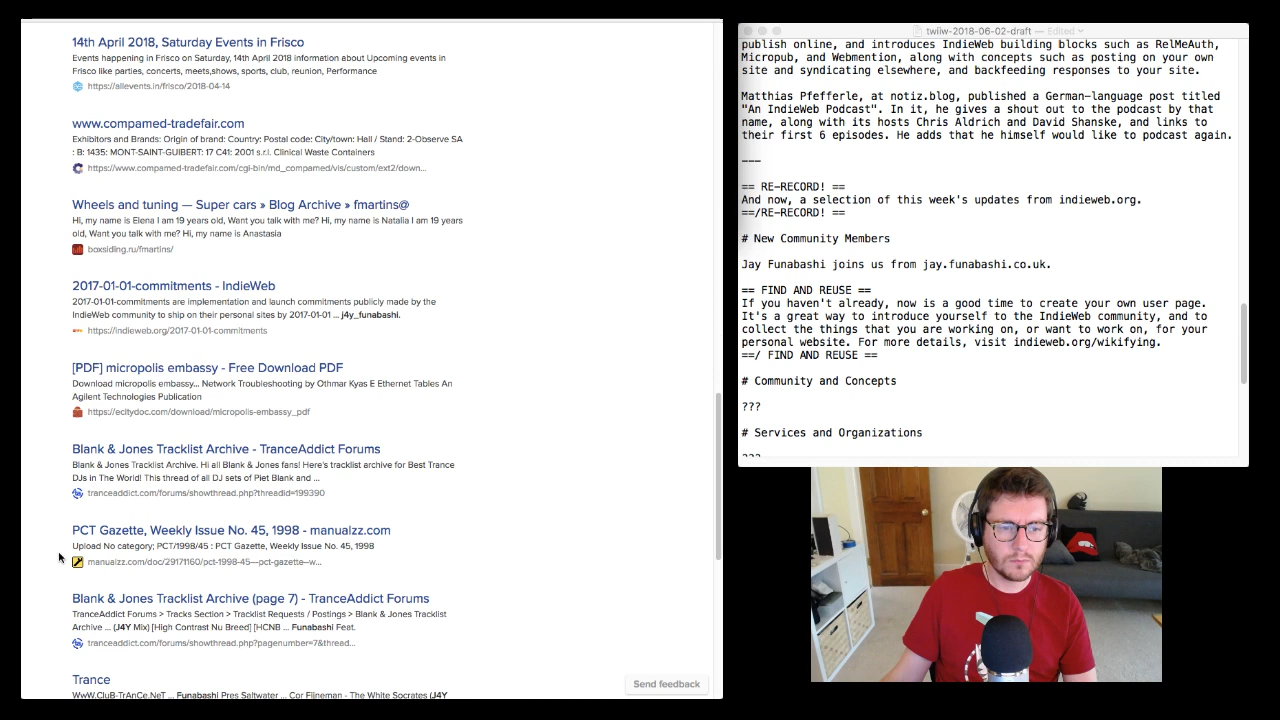 14th April 2018, Saturday Events in Frisco
Events happening in Frisco on Saturday, 14th April 2018 information about Upcoming events in
Frisco like parties, concerts, meets,shows, sports, club, reunion, Performance
https://allevents.in/frisco/2018-04-14
www.compamed-tradefair.com
Exhibitors and Brands: Origin of brand: Country: Postal code: City/town: Hall / Stand: 2-Observe SA
: B: 1435: MONT-SAINT-GUIBERT: 17 C41: 2001 s.r.l. Clinical Waste Containers
https://www.compamed-tradefair.com/cgi-bin/md_compamed/vis/custom/ext2/down...
Wheels and tuning — Super cars » Blog Archive » fmartins@
Hi, my name is Elena I am 19 years old, Want you talk with me? Hi, my name is Natalia I am 19 years
old, Want you talk with me? Hi, my name is Anastasia
boxsiding.ru/fmartins/
2017-01-01-commitments - IndieWeb
2017-01-01-commitments are implementation and launch commitments publicly made by the
IndieWeb community to ship on their personal sites by 2017-01-01 ... j4y_funabashi.
https://indieweb.org/2017-01-01-commitments
[PDF] micropolis embassy - Free Download PDF
Download micropolis embassy... Network Troubleshooting by Othmar Kyas E Ethernet Tables An
Agilent Technologies Publication
https://ecitydoc.com/download/micropolis-embassy_pdf
Blank & Jones Tracklist Archive - TranceAddict Forums
Blank & Jones Tracklist Archive. Hi all Blank & Jones fans! Here's tracklist archive for Best Trance
DJs in The World! This thread of all DJ sets of Piet Blank and ...
tranceaddict.com/forums/showthread.php?threadid=199390
PCT Gazette, Weekly Issue No. 45, 1998 - manualzz.com
Upload No category; PCT/1998/45 : PCT Gazette, Weekly Issue No. 45, 1998
manualzz.com/doc/29171160/pct-1998-45---pct-gazette--w...
Blank & Jones Tracklist Archive (page 7) - TranceAddict Forums
TranceAddict Forums > Tracks Section > Tracklist Requests / Postings > Blank & Jones Tracklist
Archive ... (J4Y Mix) [High Contrast Nu Breed] [HCNB ... Funabashi Feat.
tranceaddict.com/forums/showthread.php?pagenumber=7&thread...
Trance
WwW.CluB-TrAnCe.NeT ... Funabashi Pres Saltwater ... Cor Fijneman - The White Socrates (J4Y
Send feedback
twiiw-2018-06-02-draft — Edited
publish online, and introduces IndieWeb building blocks such as RelMeAuth,
Micropub, and Webmention, along with concepts such as posting on your own
site and syndicating elsewhere, and backfeeding responses to your site.
Matthias Pfefferle, at notiz.blog, published a German-language post titled
"An IndieWeb Podcast". In it, he gives a shout out to the podcast by that
name, along with its hosts Chris Aldrich and David Shanske, and links to
their first 6 episodes. He adds that he himself would like to podcast again.
---
== RE-RECORD! ==
And now, a selection of this week's updates from indieweb.org.
==/RE-RECORD! ==
# New Community Members
Jay Funabashi joins us from jay.funabashi.co.uk.
== FIND AND REUSE ==
If you haven't already, now is a good time to create your own user page.
It's a great way to introduce yourself to the IndieWeb community, and to
collect the things that you are working on, or want to work on, for your
personal website. For more details, visit indieweb.org/wikifying.
==/ FIND AND REUSE ==
# Community and Concepts
???
# Services and Organizations
???